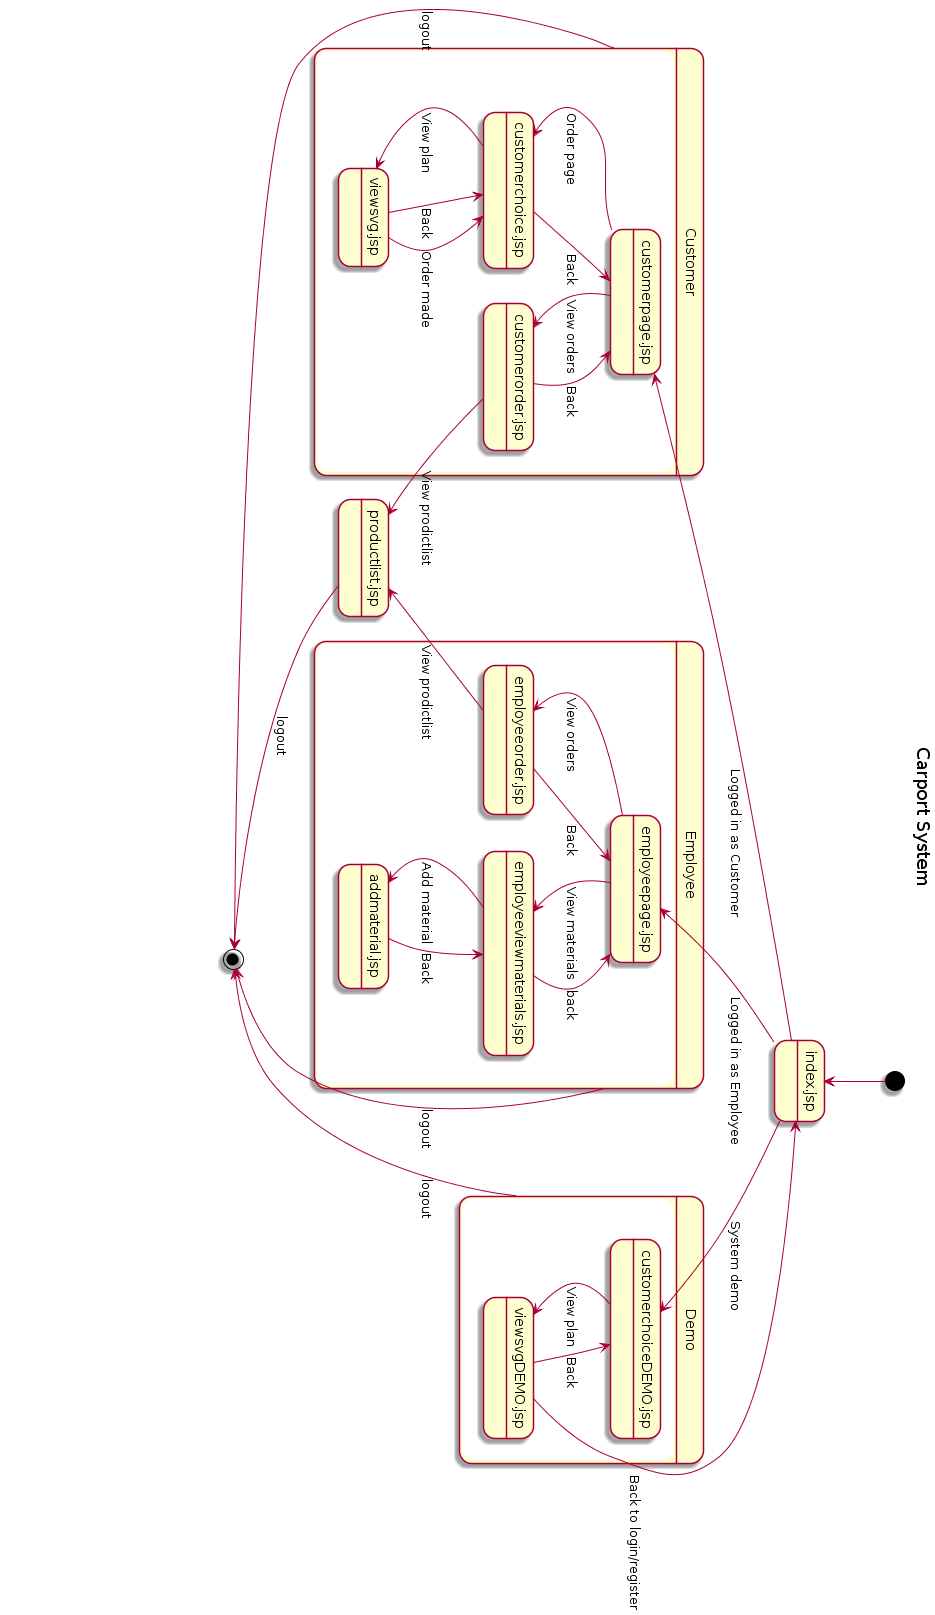 Carport System
index.jsp
Logged in as Customer
Logged in as Employee
System demo
Customer
customerpage.jsp
Order page
Back
View orders
Back
customerchoice.jsp
customerorder.jsp
View plan
Back
Order made
View prodictlist
viewsvg.jsp
productlist.jsp
Employee
employeepage.jsp
View orders
Back
View materials
back
employeeorder.jsp
employeeviewmaterials.jsp
View prodictlist
Add material
Back
addmaterial.jsp
Demo
customerchoiceDEMO.jsp
View plan
Back
viewsvgDEMO.jsp
Back to login/register
logout
logout
logout
logout